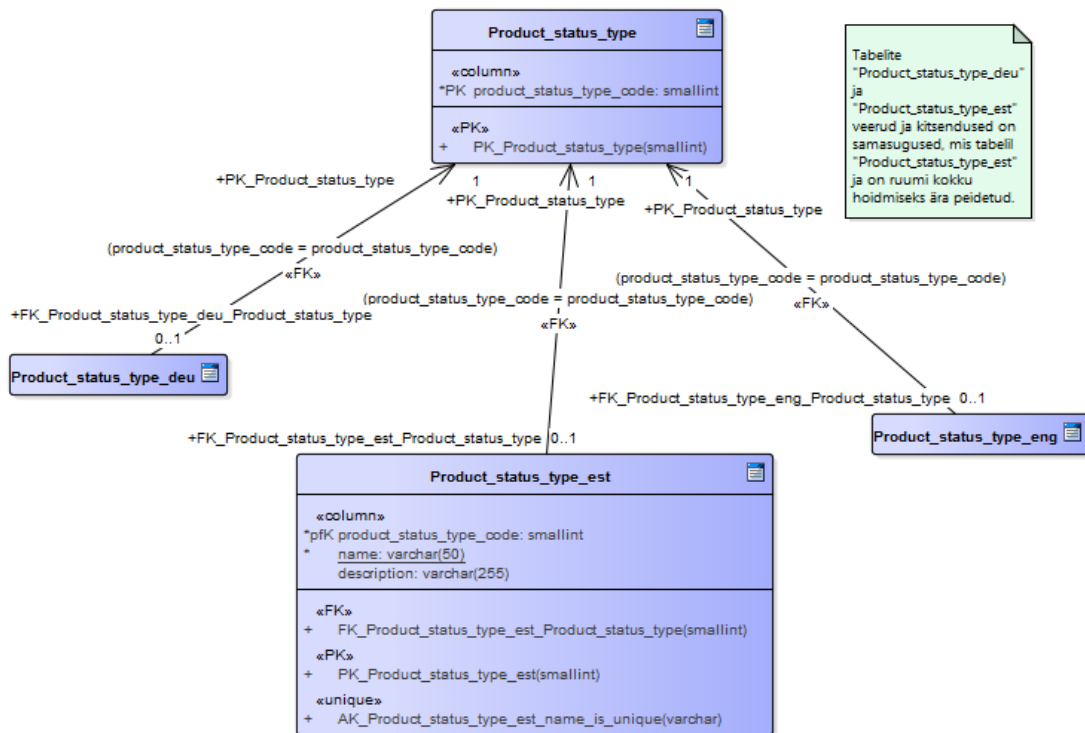 Product_status_type
«column»
*PK product_status_type_code: smallint
«PK»
+ PK_Product_status_type(smallint)
Tabelite
"Product_status_type_deu"
ja
"Product_status_type_est"
veerud ja kitsendused on
samasugused, mis tabelil
"Product_status_type_est"
ja on ruumi kokku
hoidmiseks ära peidetud.
+PK_Product_status_type
1
+PK_Product_status_type
1
+PK_Product_status_type
1
(product_status_type_code = product_status_type_code)
«FK»
(product_status_type_code = product_status_type_code)
«FK»
(product_status_type_code = product_status_type_code)
«FK»
+FK_Product_status_type_deu_Product_status_type
0..1
Product_status_type_deu
+FK_Product_status_type_eng_Product_status_type 0..1
Product_status_type_eng
+FK_Product_status_type_est_Product_status_type 0..1
Product_status_type_est
«column»
*pfK product_status_type_code: smallint
* name: varchar(50)
description: varchar(255)
«FK»
+ FK_Product_status_type_est_Product_status_type(smallint)
«PK»
+ PK_Product_status_type_est(smallint)
«unique»
+ AK_Product_status_type_est_name_is_unique(varchar)